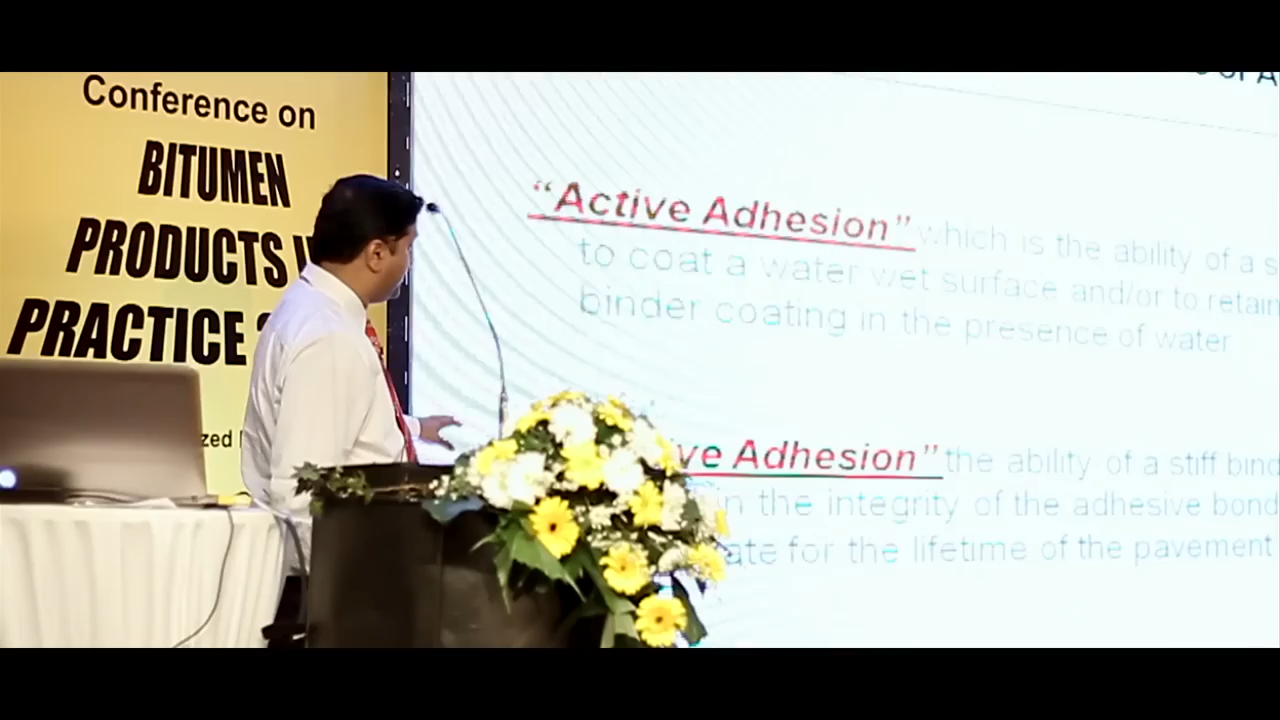 Conference on
BITUMEN
PRODUCTS
PRACTICE
zed
of A
“Active Adhesion” which is the ability of a s
to coat a water wet surface and/or to retain
binder coating in the presence of water
ve Adhesion” the ability of a stiff bind
n the integrity of the adhesive bond
ate for the lifetime of the pavement